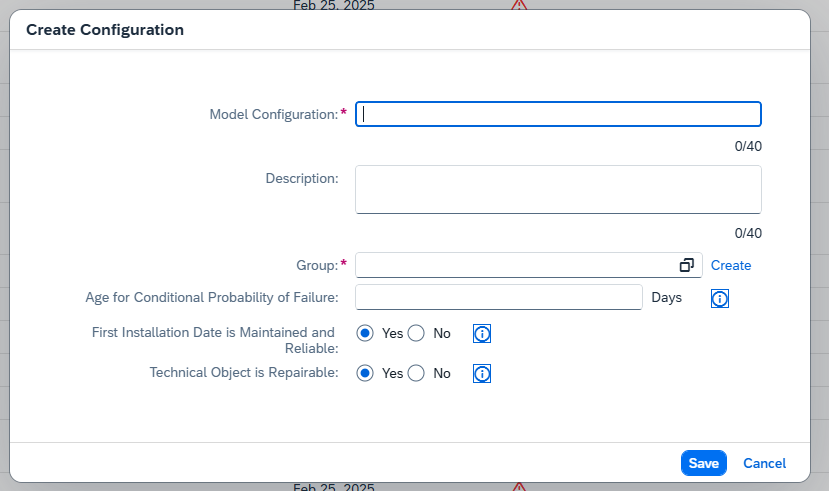 Feb 25, 2025
Create Configuration
Model Configuration:*
0/40
Description:
0/40
Group:* Create
Age for Conditional Probability of Failure: Days
First Installation Date is Maintained and
Reliable: Yes No
Technical Object is Repairable: Yes No
Save Cancel
Feb 25, 2025